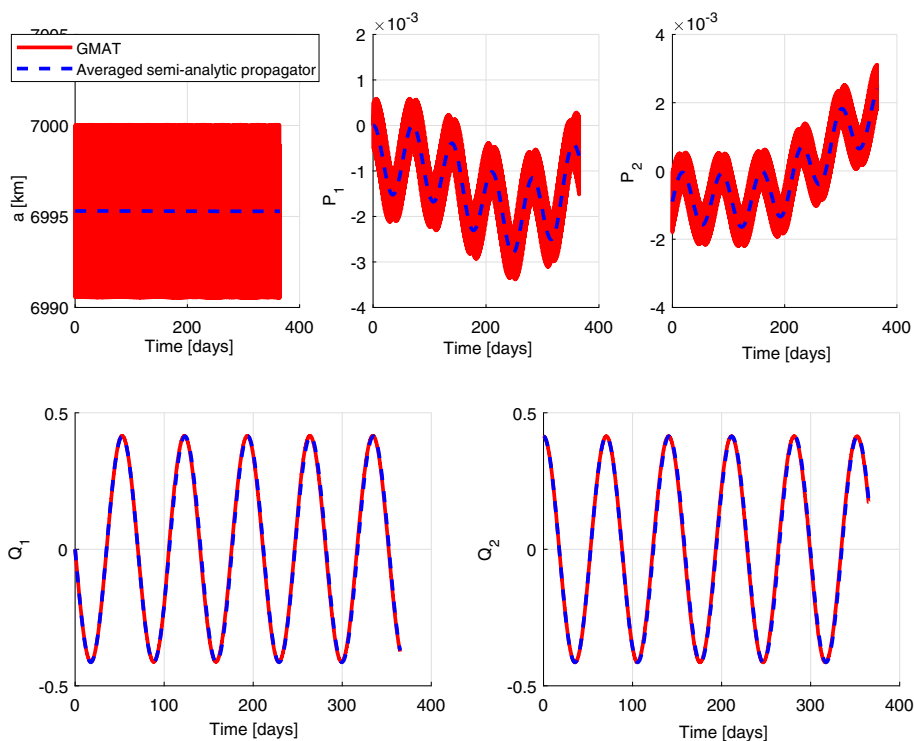 7005
GMAT
Averaged semi-analytic propagator
7000
6995
6990
a [km]
0 200 400
Time [days]
×10⁻³
2
1
0
-1
-2
-3
-4
P₁
0 200 400
Time [days]
×10⁻³
4
2
0
-2
-4
P₂
0 200 400
Time [days]
0.5
0
-0.5
Q₁
0 100 200 300 400
Time [days]
0.5
0
-0.5
Q₂
0 100 200 300 400
Time [days]